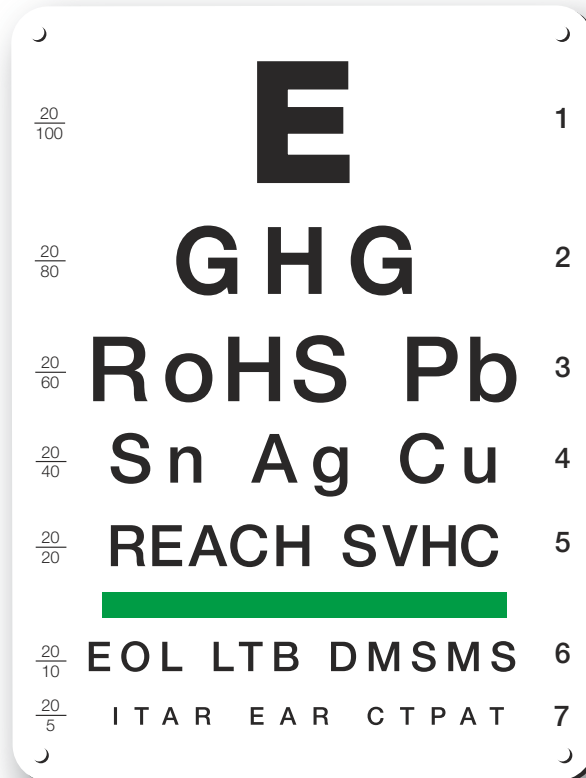 20/100 E 1
20/80 GHG 2
20/60 RoHS Pb 3
20/40 Sn Ag Cu 4
20/20 REACH SVHC 5
20/10 EOL LTB DMSMS 6
20/5 ITAR EAR CTPAT 7